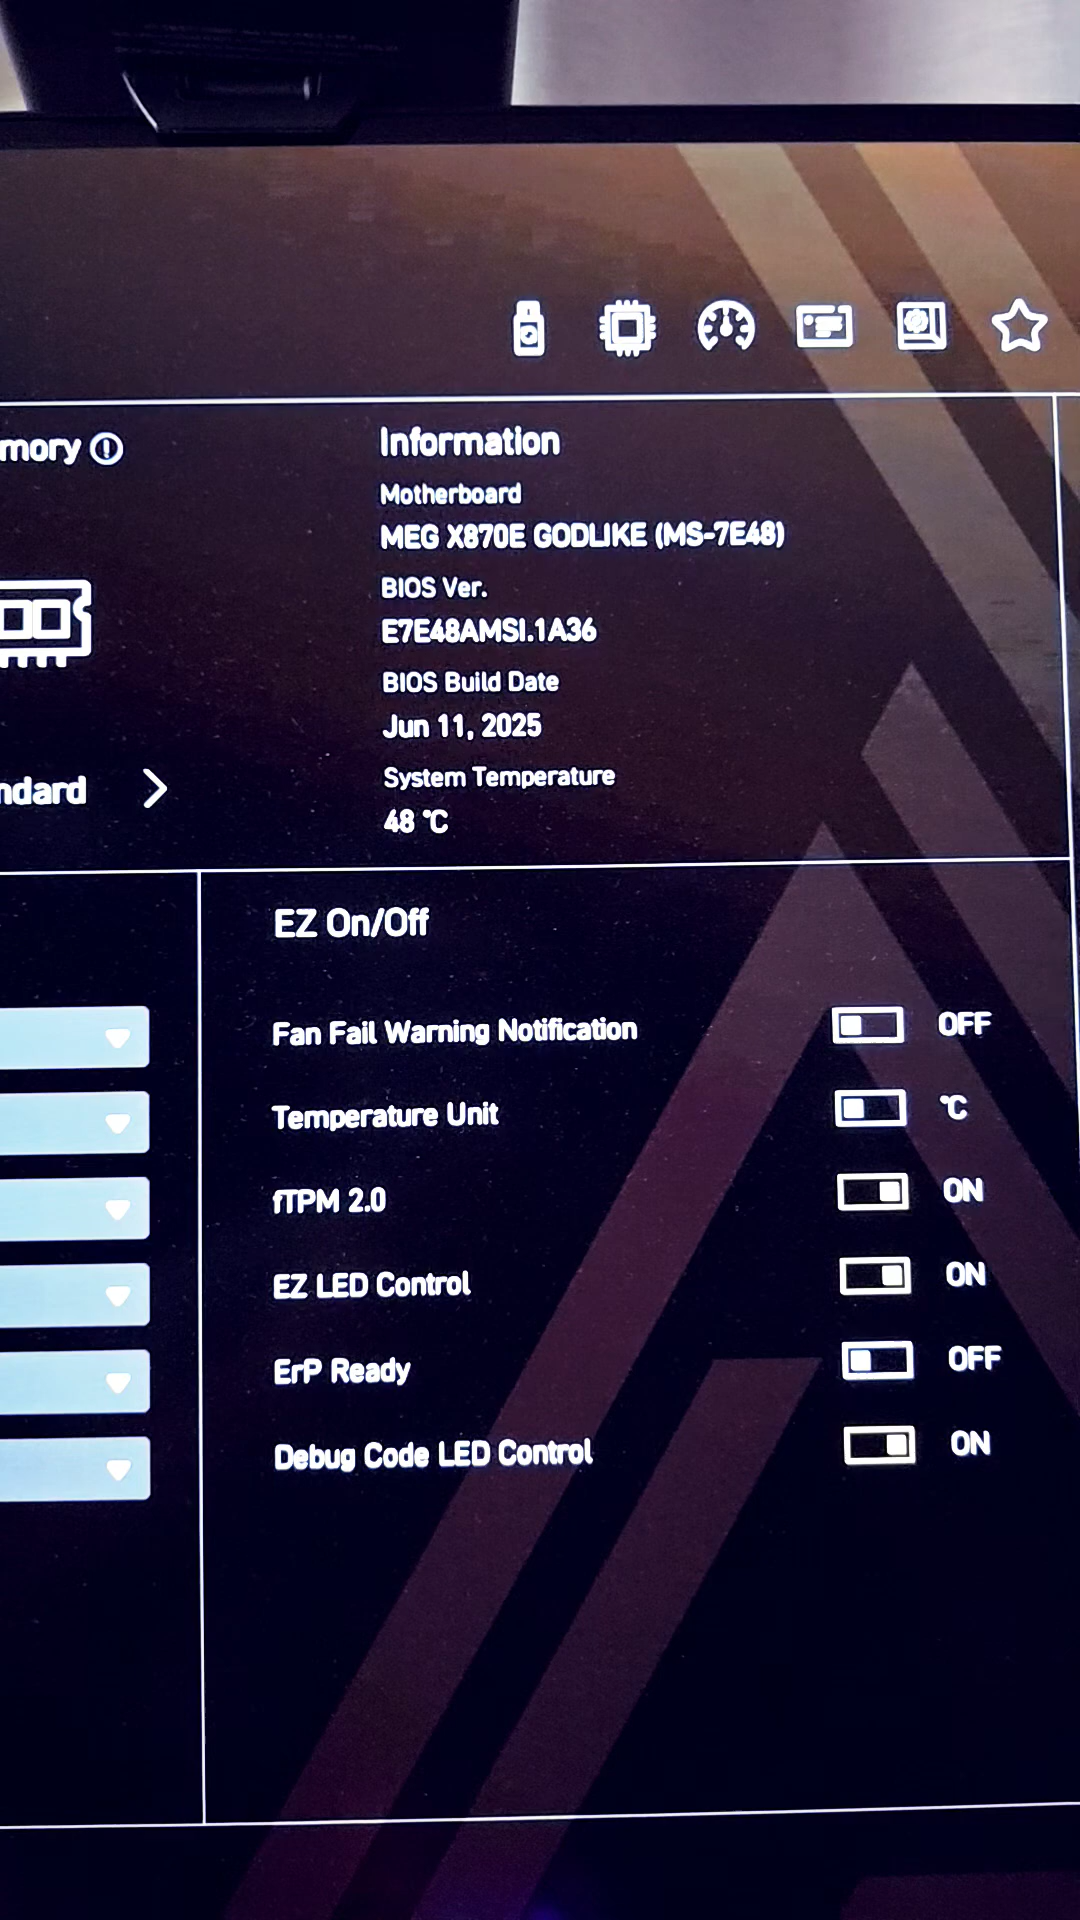 mory
Information
Motherboard
MEG X870E GODLIKE (MS-7E48)
BIOS Ver.
E7E48AMSI.1A36
BIOS Build Date
Jun 11, 2025
System Temperature
48 °C
ndard
EZ On/Off
Fan Fail Warning Notification OFF
Temperature Unit °C
fTPM 2.0 ON
EZ LED Control ON
ErP Ready OFF
Debug Code LED Control ON